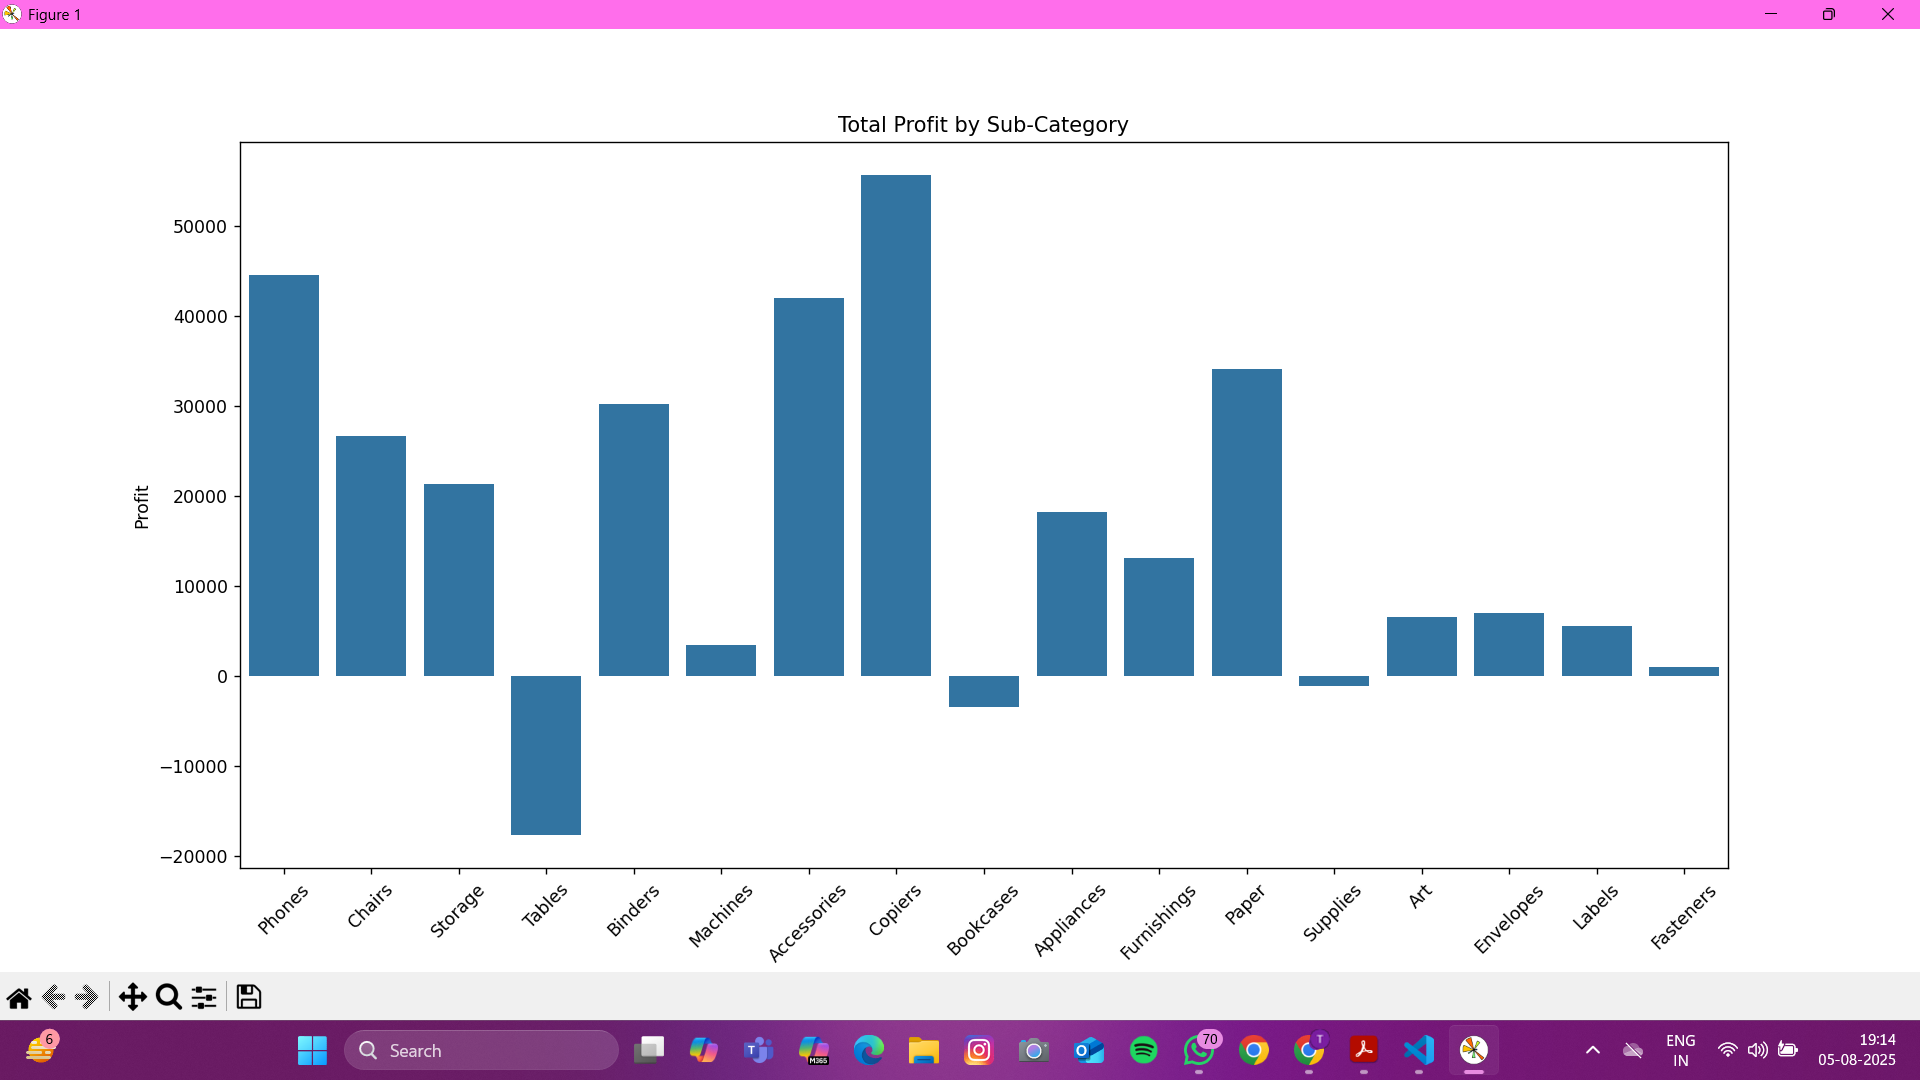 Figure 1
Total Profit by Sub-Category
50000
40000
30000
20000
10000
0
−10000
−20000
Profit
Phones
Chairs
Storage
Tables
Binders
Machines
Accessories
Copiers
Bookcases
Appliances
Furnishings
Paper
Supplies
Art
Envelopes
Labels
Fasteners
6
Search
T
M365
O
70
T
ENG
IN
19:14
05-08-2025